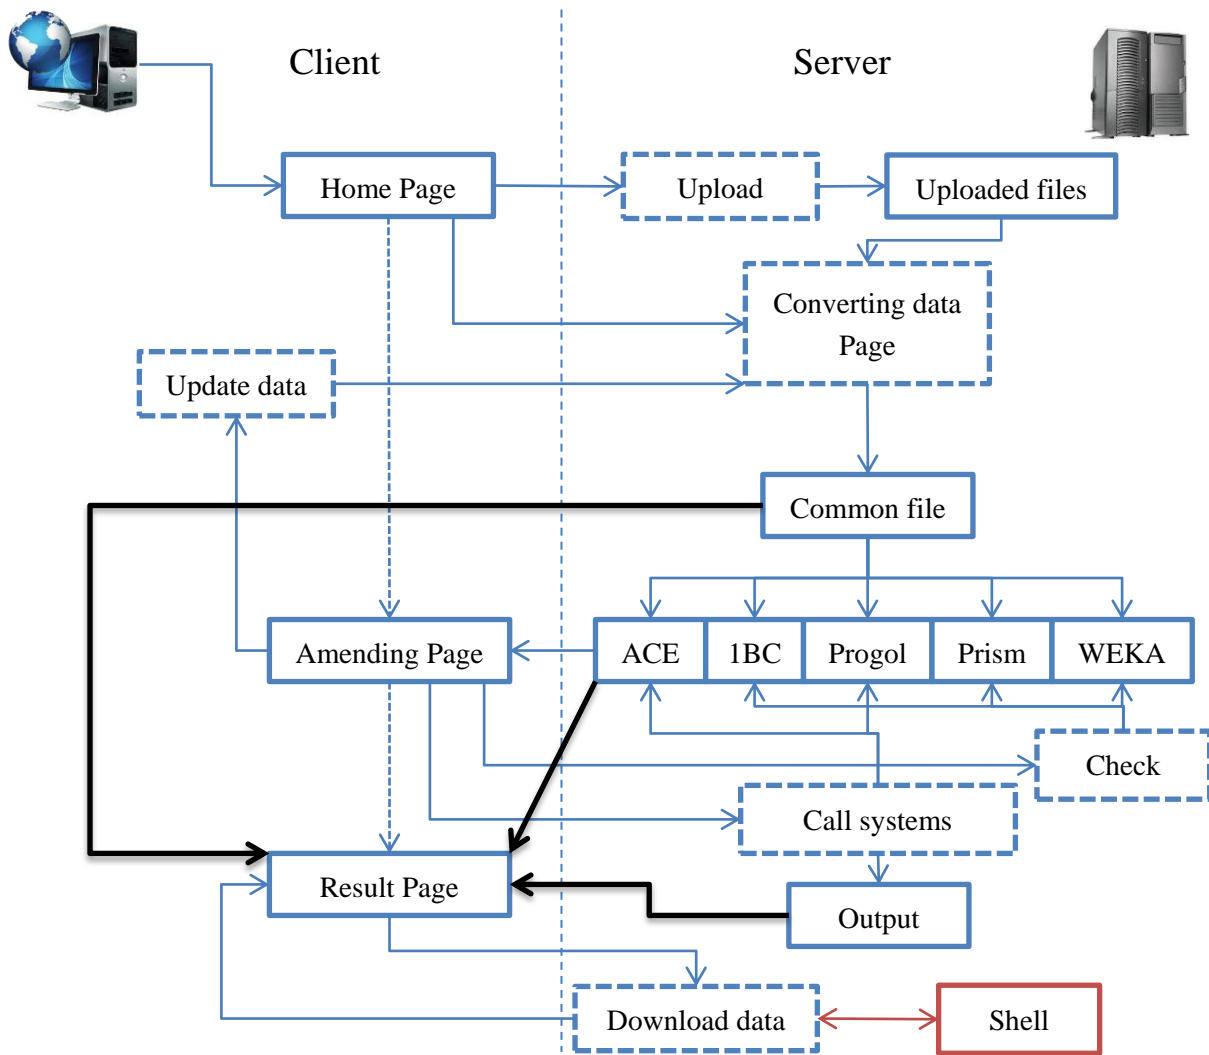 Client
Server
Home Page
Upload
Uploaded files
Converting data
Page
Update data
Common file
Amending Page
ACE
1BC
Progol
Prism
WEKA
Check
Call systems
Result Page
Output
Download data
Shell